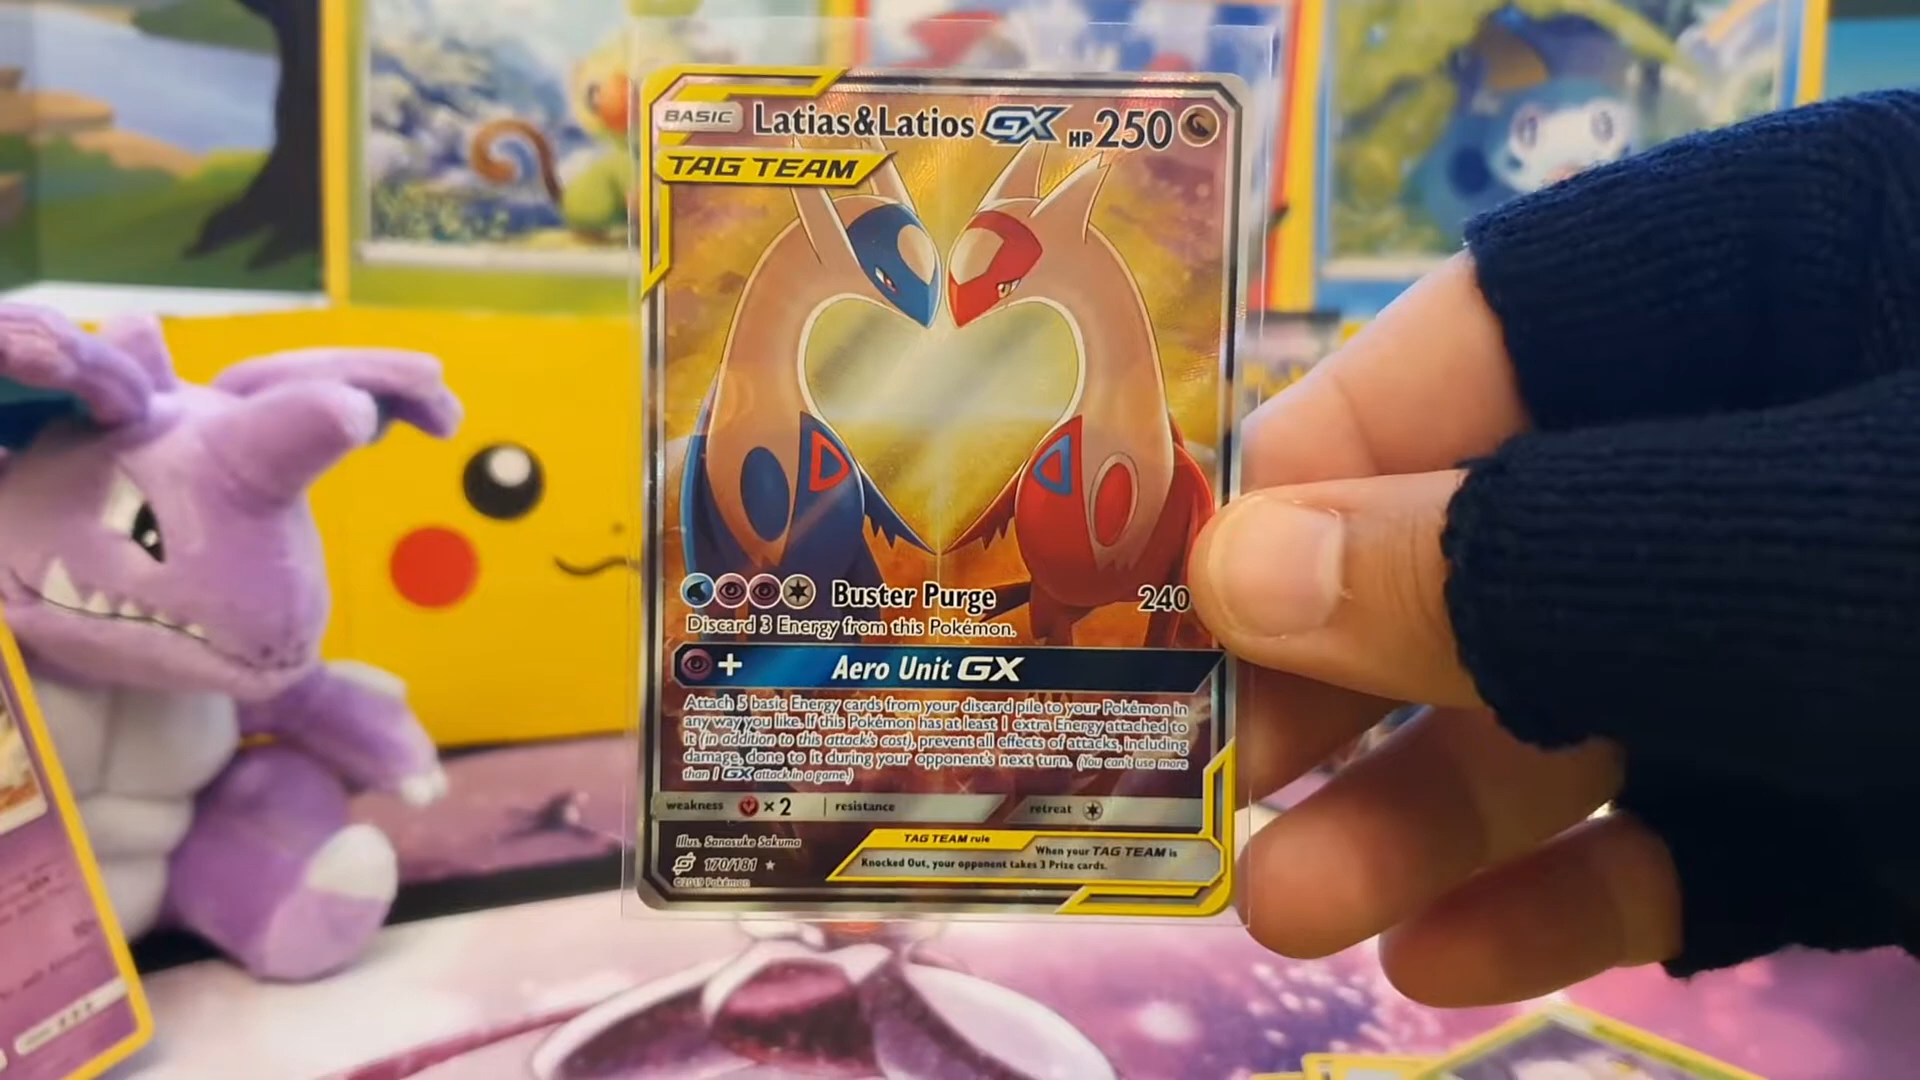 BASIC Latias&Latios GX HP250
TAG TEAM
Buster Purge 240
Discard 3 Energy from this Pokémon.
+ Aero Unit GX
Attach 5 basic Energy cards from your discard pile to your Pokémon in
any way you like. If this Pokémon has at least 1 extra Energy attached to
it (in addition to this attack's cost), prevent all effects of attacks, including
damage, done to it during your opponent's next turn. (You can't use more
than 1 GX attack in a game.)
weakness ×2 resistance retreat
Illus. Sanosuke Sakuma
170/181
©2019 Pokémon
TAG TEAM rule
When your TAG TEAM is
Knocked Out, your opponent takes 3 Prize cards.